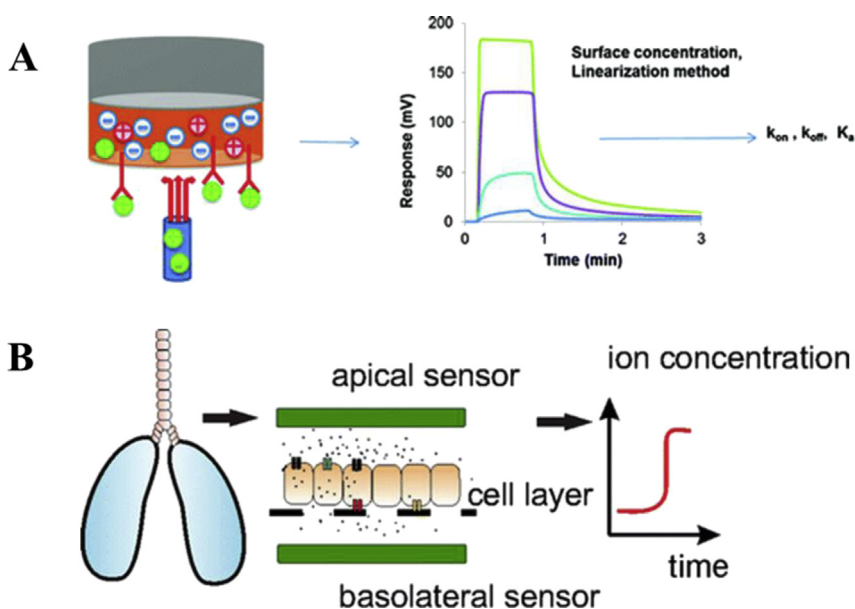 A
200
150
100
50
0
Response (mV)
Surface concentration,
Linearization method
0 1 2 3
Time (min)
kon , koff, Ka
B
apical sensor
cell layer
basolateral sensor
ion concentration
time